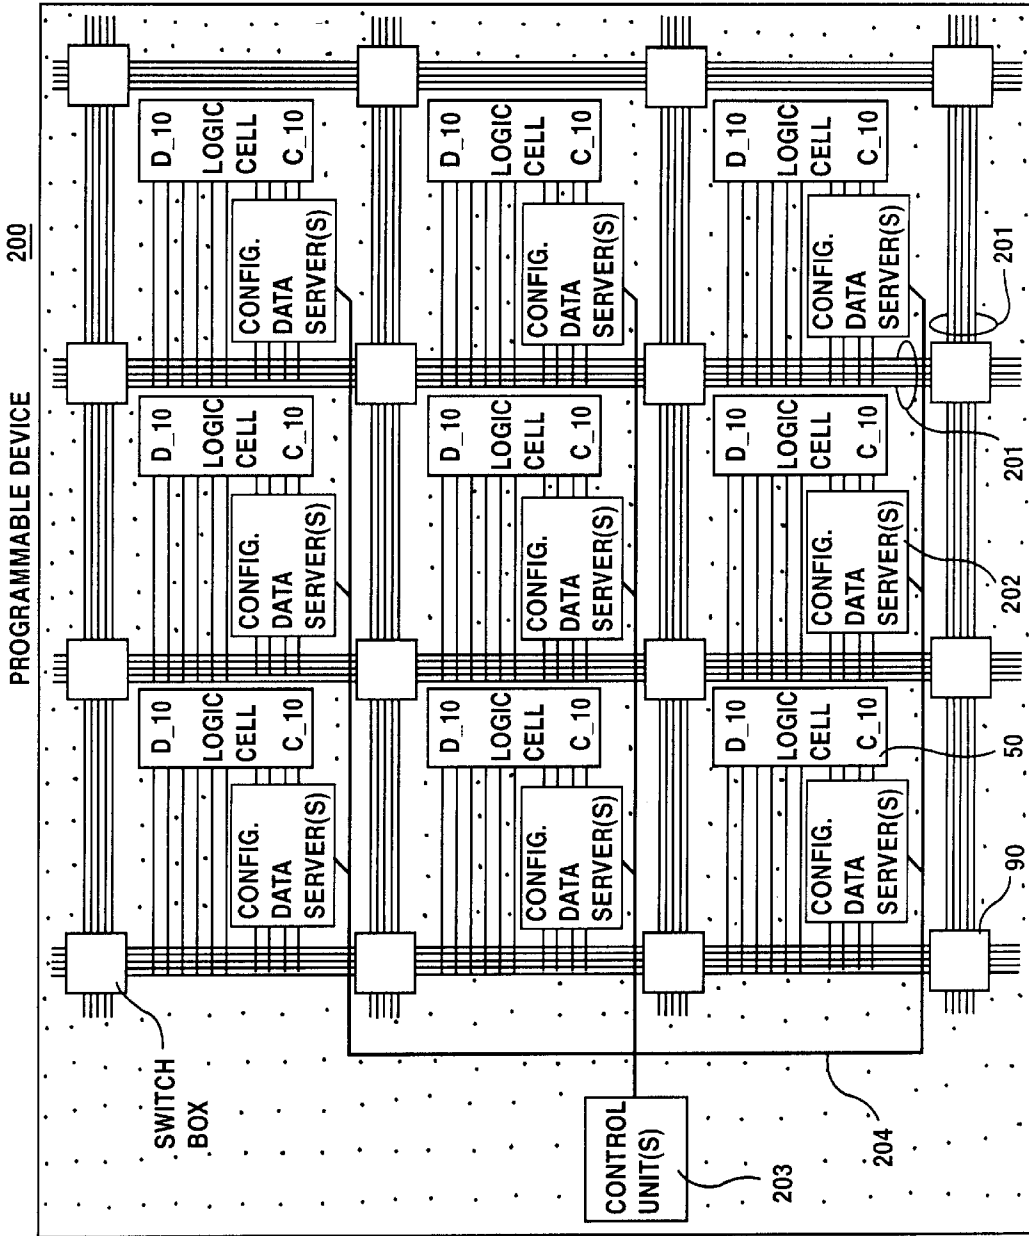 PROGRAMMABLE DEVICE
200
SWITCH
BOX
CONFIG.
DATA
SERVER(S)
D_10
LOGIC
CELL
C_10
CONFIG.
DATA
SERVER(S)
D_10
LOGIC
CELL
C_10
CONFIG.
DATA
SERVER(S)
D_10
LOGIC
CELL
C_10
CONFIG.
DATA
SERVER(S)
D_10
LOGIC
CELL
C_10
CONFIG.
DATA
SERVER(S)
D_10
LOGIC
CELL
C_10
CONFIG.
DATA
SERVER(S)
D_10
LOGIC
CELL
C_10
CONTROL
UNIT(S)
203
204
CONFIG.
DATA
SERVER(S)
D_10
LOGIC
CELL
C_10
CONFIG.
DATA
SERVER(S)
D_10
LOGIC
CELL
C_10
CONFIG.
DATA
SERVER(S)
D_10
LOGIC
CELL
C_10
90
50
202
201
201